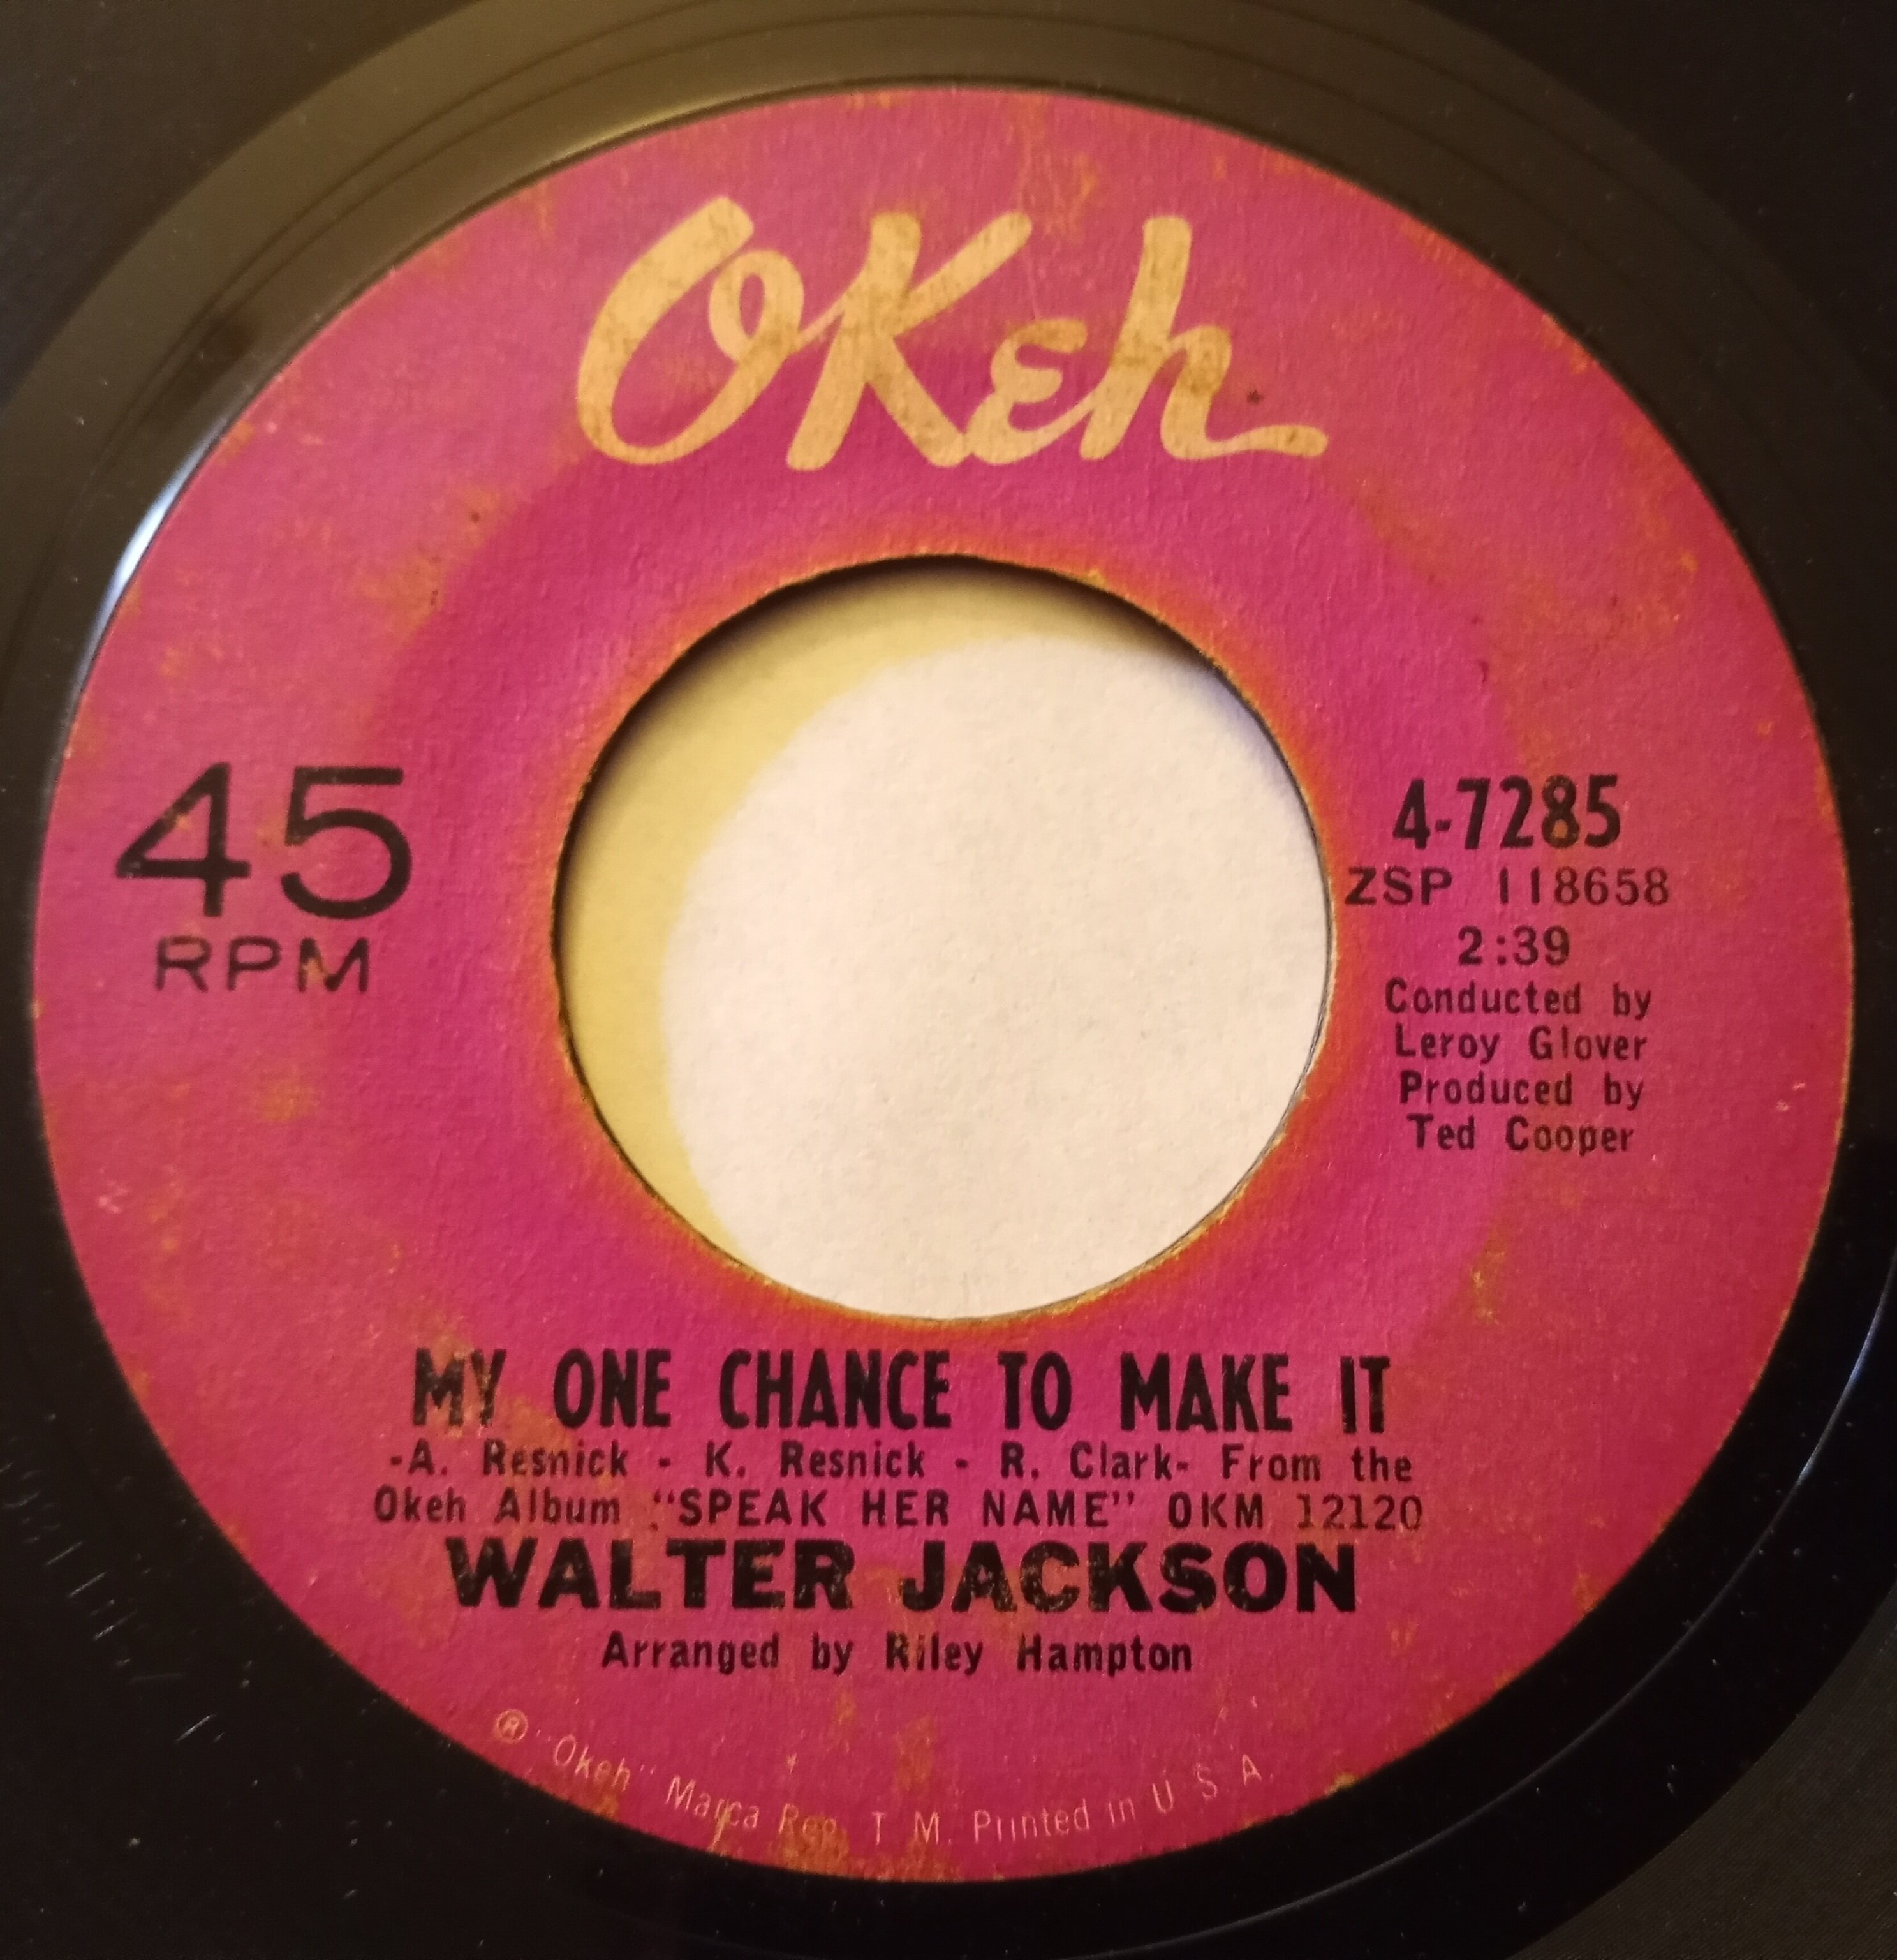 OKeh
45
RPM
4-7285
ZSP 118658
2:39
Conducted by
Leroy Glover
Produced by
Ted Cooper
MY ONE CHANCE TO MAKE IT
-A. Resnick - K. Resnick - R. Clark- From the
Okeh Album "SPEAK HER NAME" OKM 12120
WALTER JACKSON
Arranged by Riley Hampton
® "Okeh" Marca Reg. T M. Printed in U S A.